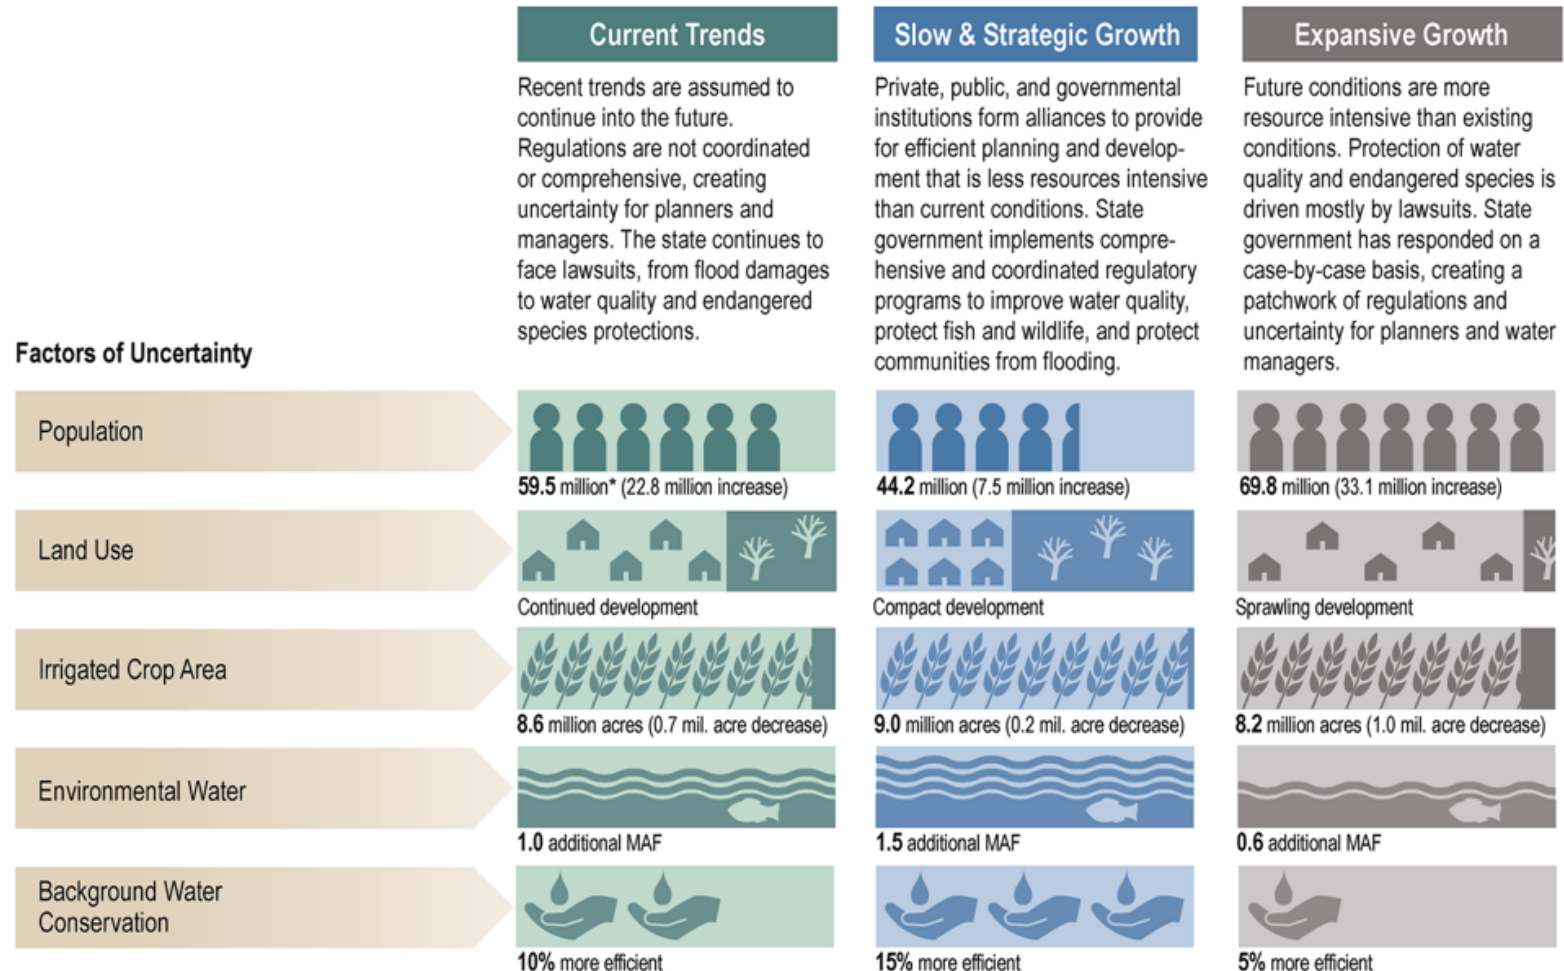 Current Trends
Recent trends are assumed to
continue into the future.
Regulations are not coordinated
or comprehensive, creating
uncertainty for planners and
managers. The state continues to
face lawsuits, from flood damages
to water quality and endangered
species protections.
Slow & Strategic Growth
Private, public, and governmental
institutions form alliances to provide
for efficient planning and develop-
ment that is less resources intensive
than current conditions. State
government implements compre-
hensive and coordinated regulatory
programs to improve water quality,
protect fish and wildlife, and protect
communities from flooding.
Expansive Growth
Future conditions are more
resource intensive than existing
conditions. Protection of water
quality and endangered species is
driven mostly by lawsuits. State
government has responded on a
case-by-case basis, creating a
patchwork of regulations and
uncertainty for planners and water
managers.
Factors of Uncertainty
Population
59.5 million* (22.8 million increase)
44.2 million (7.5 million increase)
69.8 million (33.1 million increase)
Land Use
Continued development
Compact development
Sprawling development
Irrigated Crop Area
8.6 million acres (0.7 mil. acre decrease)
9.0 million acres (0.2 mil. acre decrease)
8.2 million acres (1.0 mil. acre decrease)
Environmental Water
1.0 additional MAF
1.5 additional MAF
0.6 additional MAF
Background Water
Conservation
10% more efficient
15% more efficient
5% more efficient